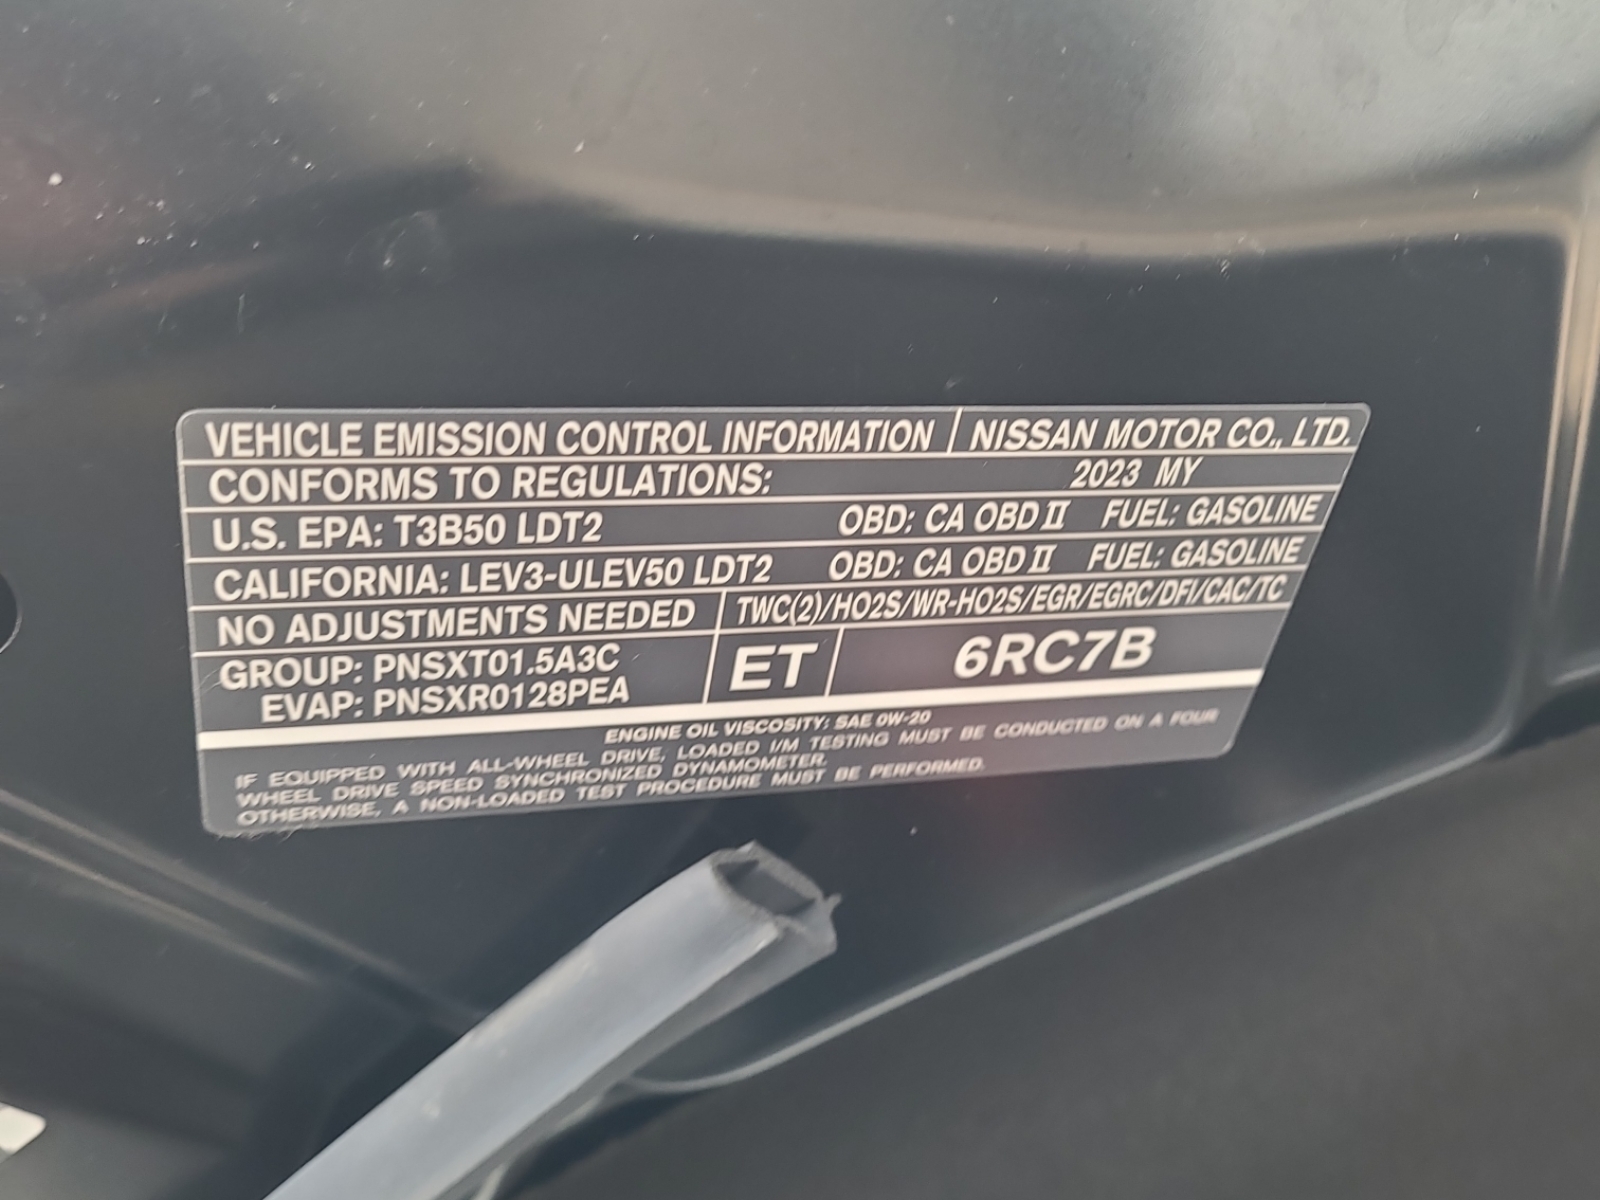 VEHICLE EMISSION CONTROL INFORMATION NISSAN MOTOR CO., LTD.
CONFORMS TO REGULATIONS: 2023 MY
U.S. EPA: T3B50 LDT2 OBD: CA OBD II FUEL: GASOLINE
CALIFORNIA: LEV3-ULEV50 LDT2 OBD: CA OBD II FUEL: GASOLINE
NO ADJUSTMENTS NEEDED TWC(2)/HO2S/WR-HO2S/EGR/EGRC/DFI/CAC/TC
GROUP: PNSXT01.5A3C
EVAP: PNSXR0128PEA
ET 6RC7B
ENGINE OIL VISCOSITY: SAE 0W-20
IF EQUIPPED WITH ALL-WHEEL DRIVE, LOADED I/M TESTING MUST BE CONDUCTED ON A FOUR
WHEEL DRIVE SPEED SYNCHRONIZED DYNAMOMETER.
OTHERWISE, A NON-LOADED TEST PROCEDURE MUST BE PERFORMED.